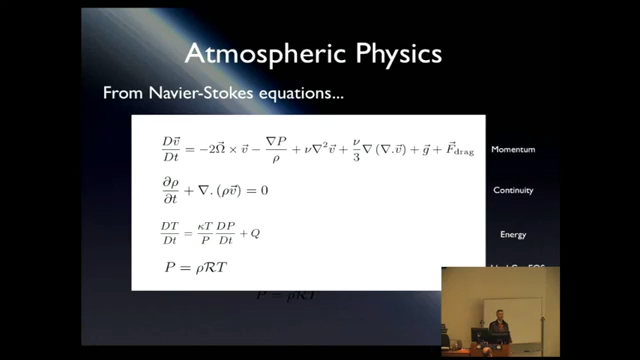 Atmospheric Physics
From Navier-Stokes equations...
Dv⃗/Dt = −2Ω⃗ × v⃗ − ∇P/ρ + ν∇²v⃗ + ν/3 ∇(∇.v⃗) + g⃗ + F⃗drag Momentum
∂ρ/∂t + ∇.(ρv⃗) = 0 Continuity
DT/Dt = κT/P DP/Dt + Q Energy
P = ρℛT
P = ρℛT